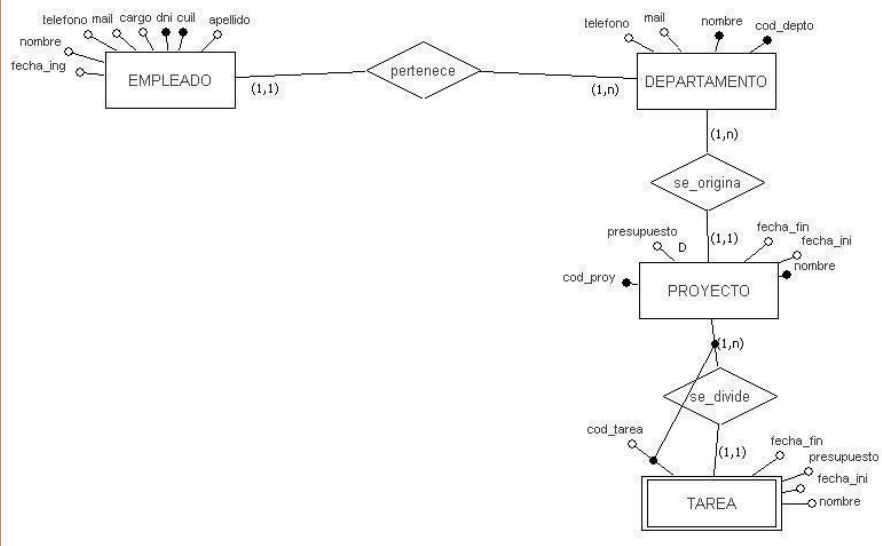 telefono mail cargo dni cuil apellido
nombre
fecha_ing
EMPLEADO
(1,1)
pertenece
(1,n)
telefono mail nombre cod_depto
DEPARTAMENTO
(1,n)
se_origina
(1,1)
presupuesto D
fecha_fin
fecha_ini
nombre
cod_proy
PROYECTO
(1,n)
se_divide
(1,1)
cod_tarea
fecha_fin
presupuesto
fecha_ini
nombre
TAREA